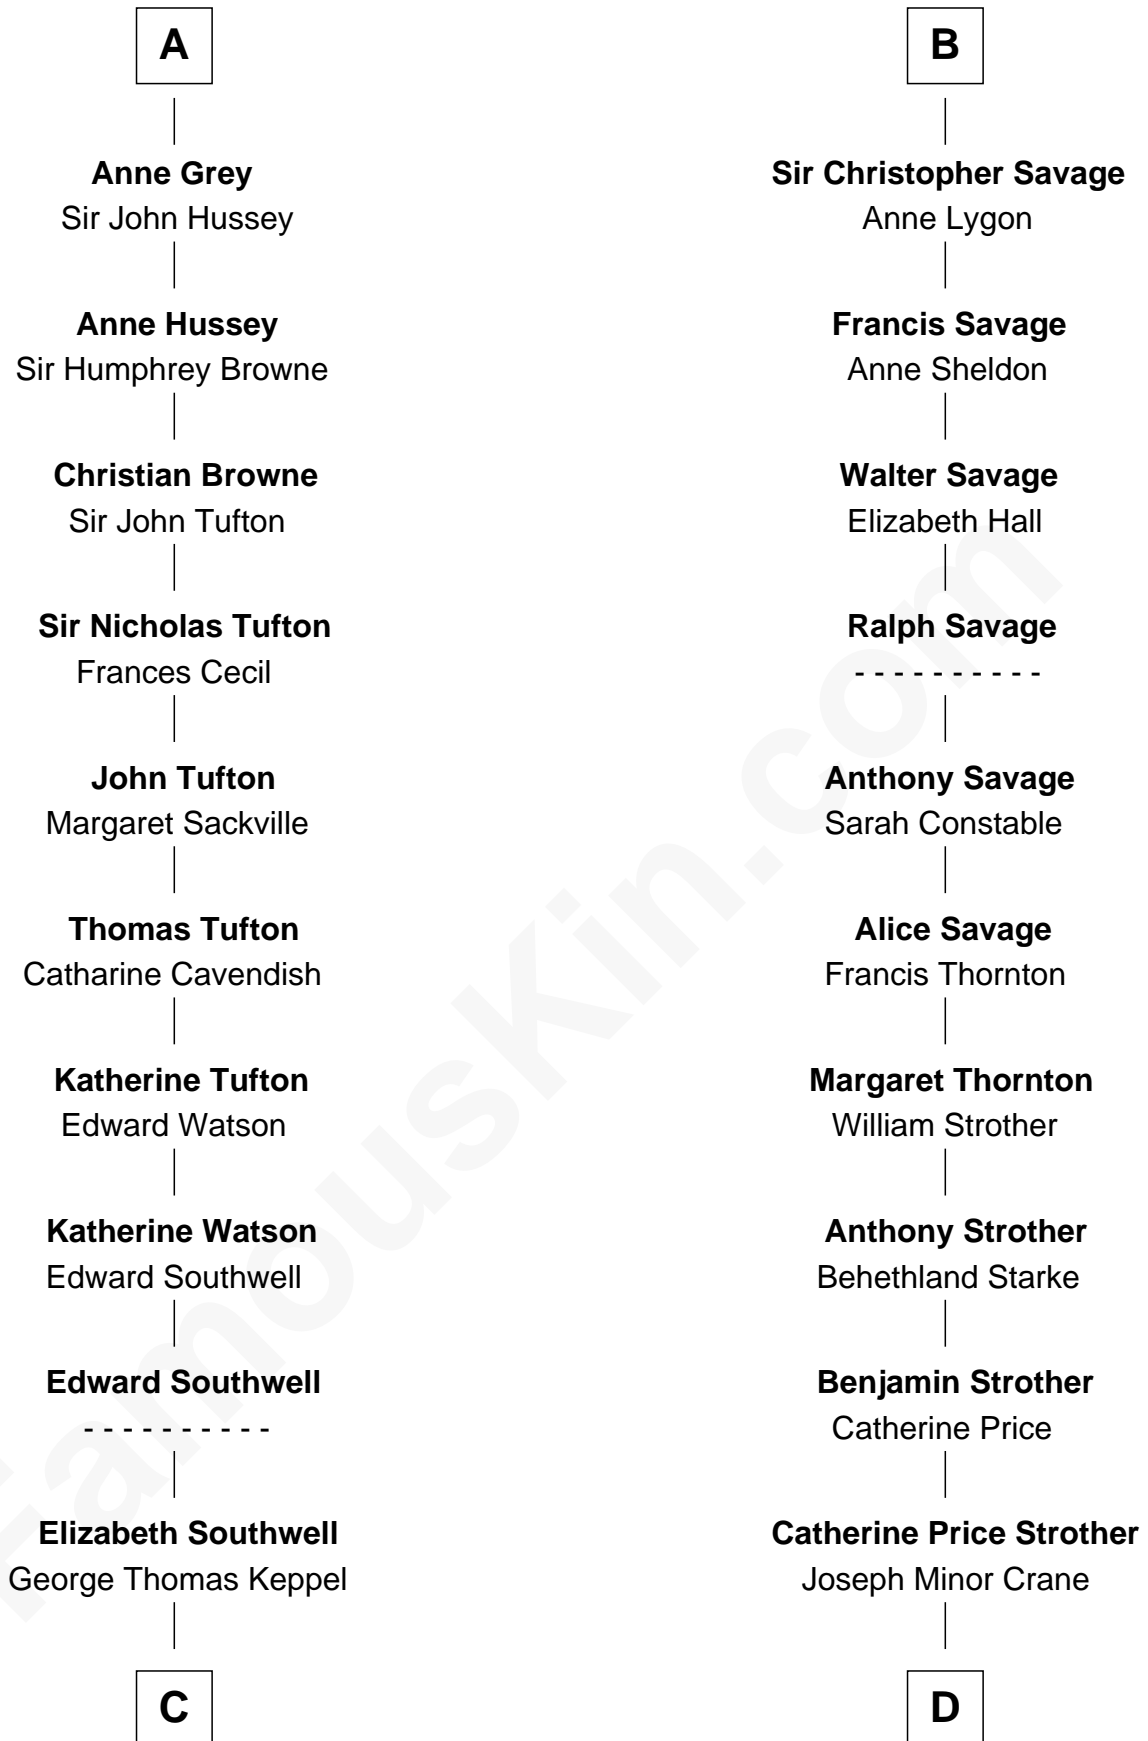 A
Anne Grey
Sir John Hussey
Anne Hussey
Sir Humphrey Browne
Christian Browne
Sir John Tufton
Sir Nicholas Tufton
Frances Cecil
John Tufton
Margaret Sackville
Thomas Tufton
Catharine Cavendish
Katherine Tufton
Edward Watson
Katherine Watson
Edward Southwell
Edward Southwell
- - - - - - - - - -
Elizabeth Southwell
George Thomas Keppel
C
B
Sir Christopher Savage
Anne Lygon
Francis Savage
Anne Sheldon
Walter Savage
Elizabeth Hall
Ralph Savage
- - - - - - - - - -
Anthony Savage
Sarah Constable
Alice Savage
Francis Thornton
Margaret Thornton
William Strother
Anthony Strother
Behethland Starke
Benjamin Strother
Catherine Price
Catherine Price Strother
Joseph Minor Crane
D
FamousKin.com